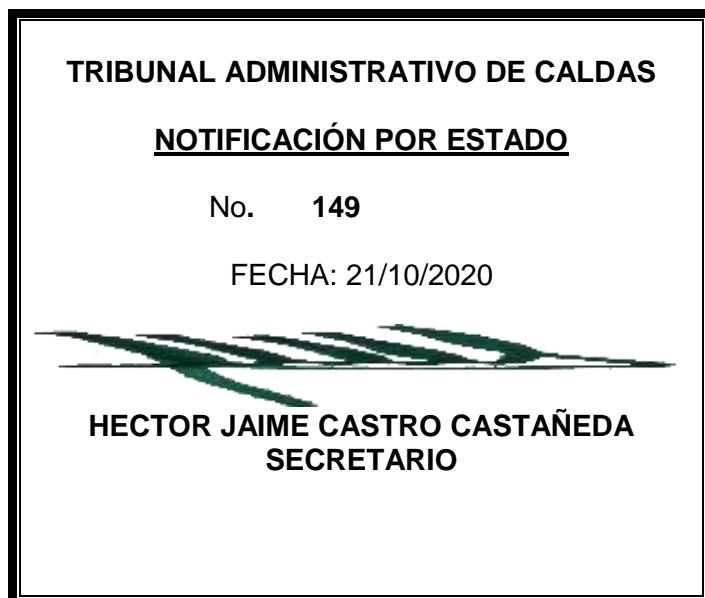 TRIBUNAL ADMINISTRATIVO DE CALDAS
NOTIFICACIÓN POR ESTADO
No. 149
FECHA: 21/10/2020
HECTOR JAIME CASTRO CASTAÑEDA
SECRETARIO